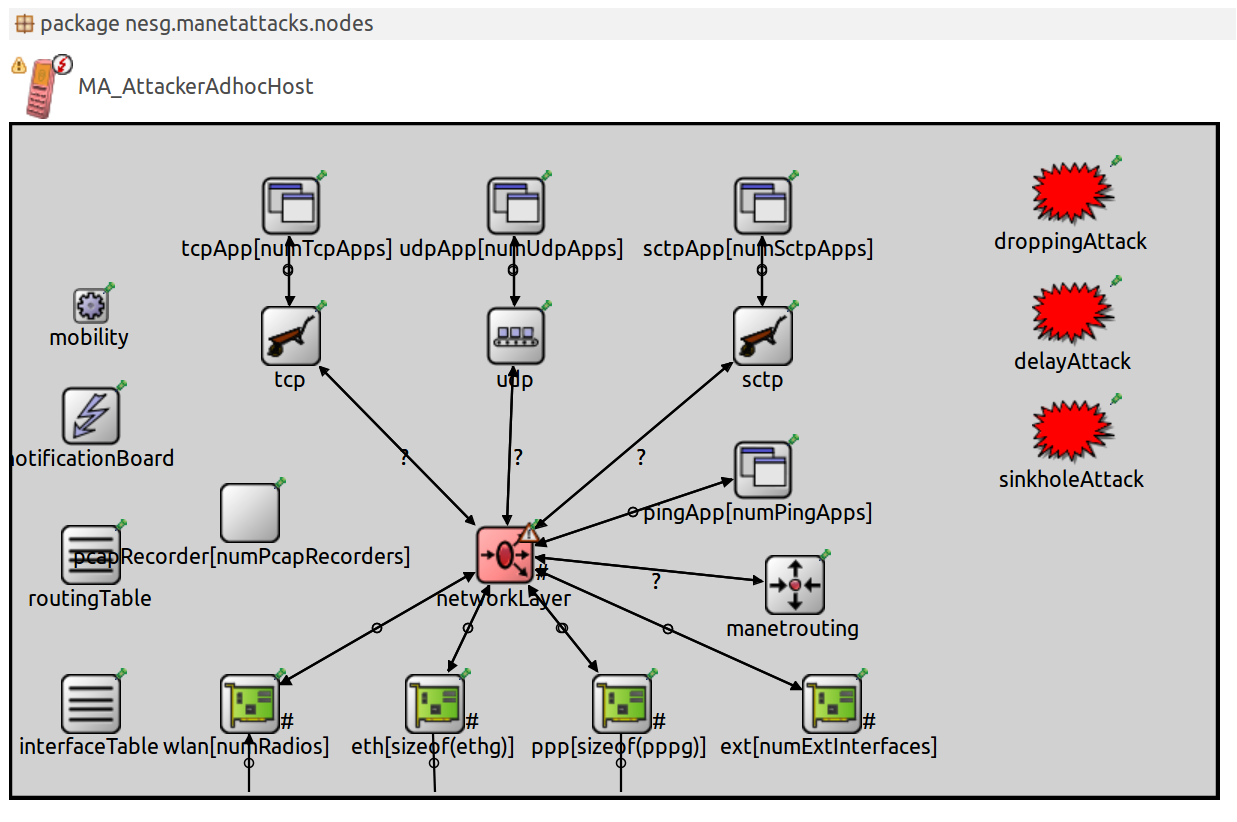 package nesg.manetattacks.nodes
MA_AttackerAdhocHost
tcpApp[numTcpApps]
udpApp[numUdpApps]
sctpApp[numSctpApps]
droppingAttack
mobility
tcp
udp
sctp
delayAttack
otificationBoard
?
?
?
sinkholeAttack
pingApp[numPingApps]
pcapRecorder[numPcapRecorders]
#
?
routingTable
networkLayer
manetrouting
#
#
#
#
interfaceTable
wlan[numRadios]
eth[sizeof(ethg)]
ppp[sizeof(pppg)]
ext[numExtInterfaces]